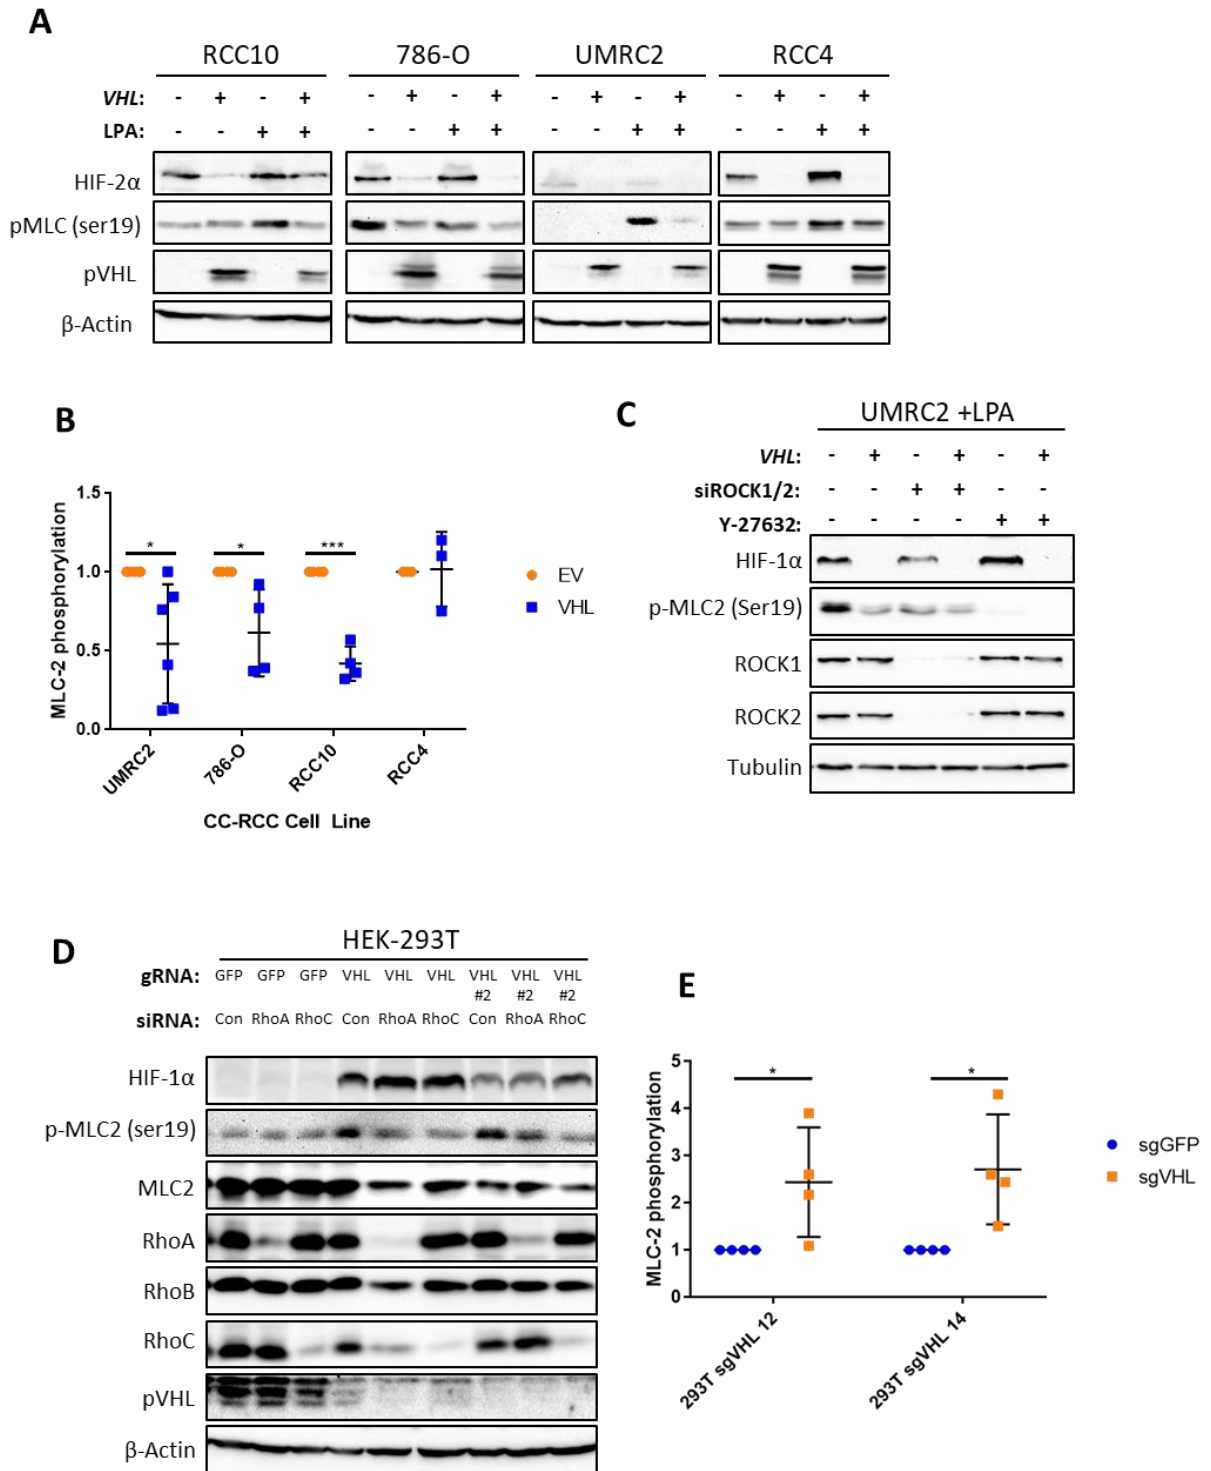 A
RCC10 786-O UMRC2 RCC4
VHL: - + - + - + - + - + - + - + - +
LPA: - - + + - - + + - - + + - - + +
HIF-2α
pMLC (ser19)
pVHL
β-Actin
B
1.5
1.0
0.5
0.0
MLC-2 phosphorylation
* * ***
EV
VHL
UMRC2 786-O RCC10 RCC4
CC-RCC Cell Line
C
UMRC2 +LPA
VHL: - + - + - +
siROCK1/2: - - + + - -
Y-27632: - - - - + +
HIF-1α
p-MLC2 (Ser19)
ROCK1
ROCK2
Tubulin
D
HEK-293T
gRNA: GFP GFP GFP VHL VHL VHL VHL VHL VHL
#2 #2 #2
siRNA: Con RhoA RhoC Con RhoA RhoC Con RhoA RhoC
HIF-1α
p-MLC2 (ser19)
MLC2
RhoA
RhoB
RhoC
pVHL
β-Actin
E
5
4
3
2
1
0
MLC-2 phosphorylation
* *
sgGFP
sgVHL
293T sgVHL 12 293T sgVHL 14